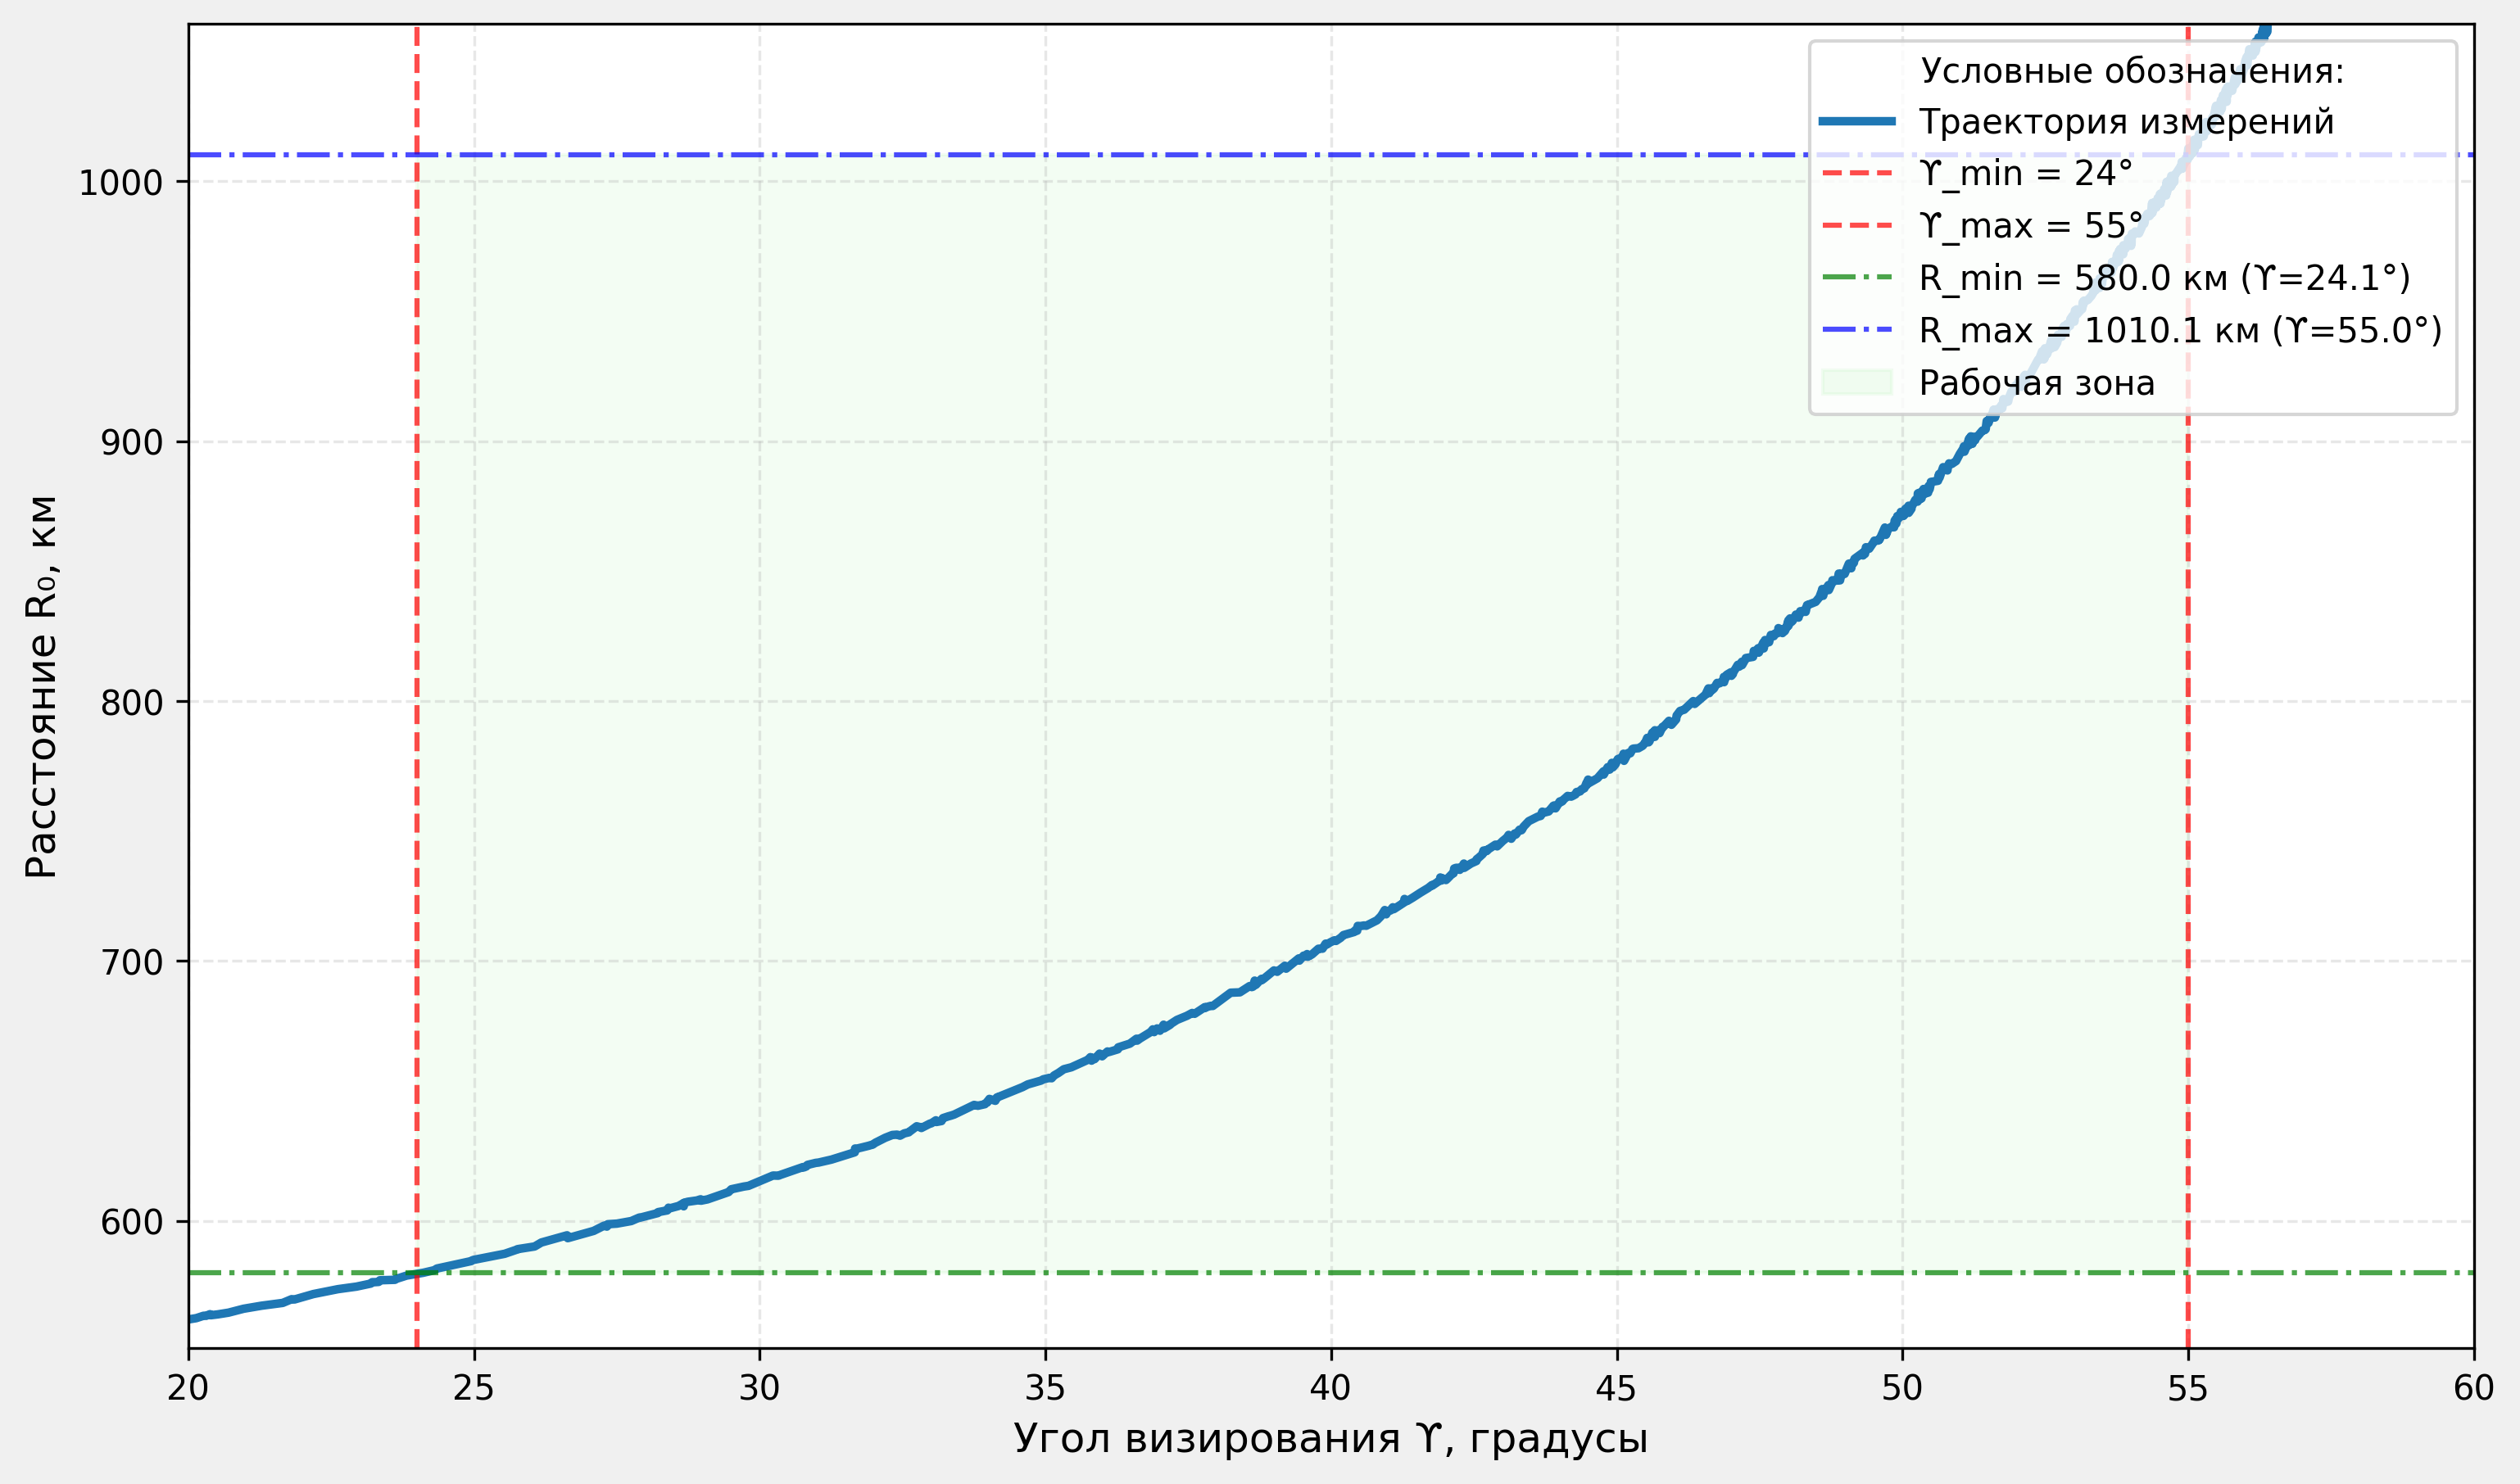 Условные обозначения:
Траектория измерений
ϒ_min = 24°
ϒ_max = 55°
R_min = 580.0 км (ϒ=24.1°)
R_max = 1010.1 км (ϒ=55.0°)
Рабочая зона
Расстояние R₀, км
1000
900
800
700
600
20 25 30 35 40 45 50 55 60
Угол визирования ϒ, градусы